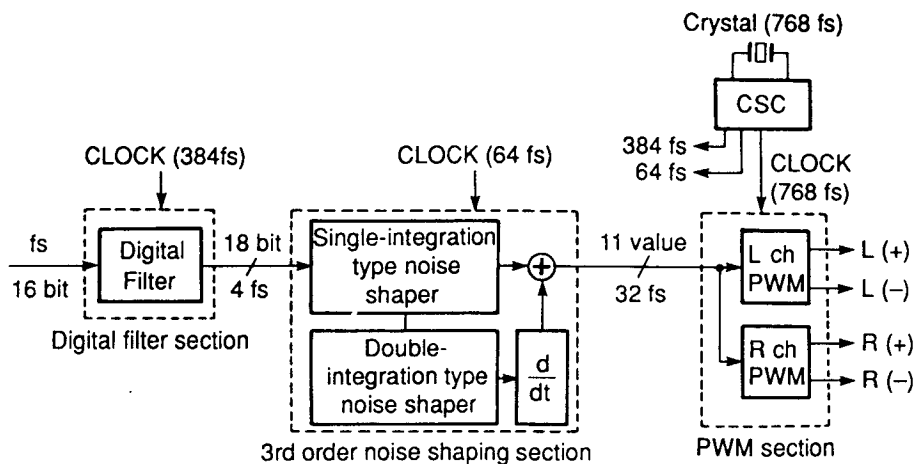 Crystal (768 fs)
CSC
384 fs
64 fs
CLOCK
(768 fs)
CLOCK (384fs)
CLOCK (64 fs)
fs
16 bit
Digital
Filter
18 bit
4 fs
Digital filter section
Single-integration
type noise
shaper
Double-
integration type
noise shaper
d
dt
+
3rd order noise shaping section
11 value
32 fs
L ch
PWM
L (+)
L (−)
R ch
PWM
R (+)
R (−)
PWM section